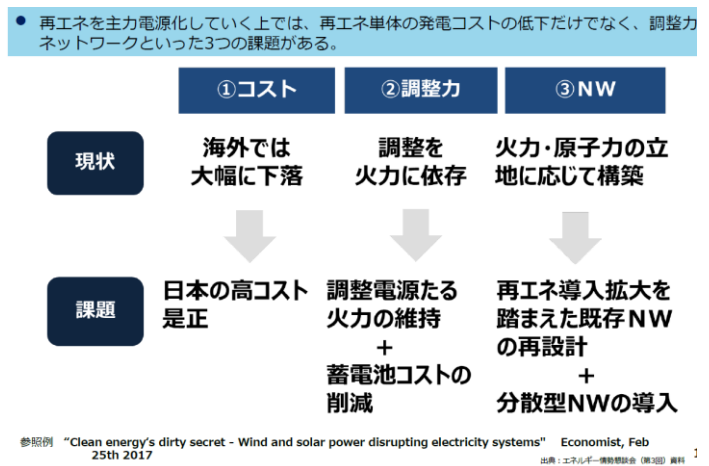 ● 再エネを主力電源化していく上では、再エネ単体の発電コストの低下だけでなく、調整力
ネットワークといった3つの課題がある。
①コスト ②調整力 ③NW
現状
海外では
大幅に下落
調整を
火力に依存
火力・原子力の立
地に応じて構築
課題
日本の高コスト
是正
調整電源たる
火力の維持
+
蓄電池コストの
削減
再エネ導入拡大を
踏まえた既存NW
の再設計
+
分散型NWの導入
参照例 “Clean energy’s dirty secret - Wind and solar power disrupting electricity systems" Economist, Feb
25th 2017
出典：エネルギー情勢懇談会（第3回）資料